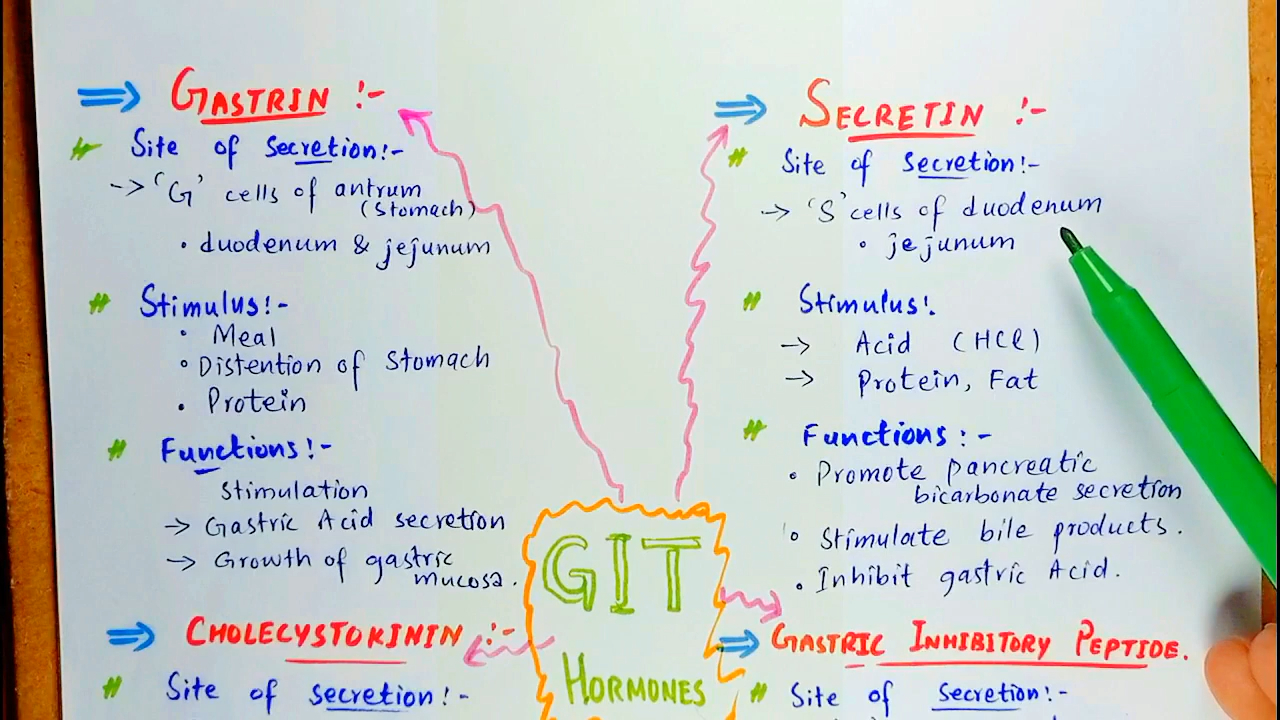 ⇒ GASTRIN :-
# Site of secretion:-
-> 'G' cells of antrum
(stomach)
• duodenum & jejunum
# Stimulus:-
• Meal
• Distention of stomach
• Protein
# Functions:-
stimulation
-> Gastric Acid secretion
-> Growth of gastric
mucosa.
⇒ SECRETIN :-
# Site of secretion:-
-> 'S' cells of duodenum
• jejunum
# Stimulus:
-> Acid (HCl)
-> Protein, Fat
# Functions:-
• Promote pancreatic
bicarbonate secretion
• Stimulate bile products.
• Inhibit gastric Acid.
GIT
HORMONES
⇒ CHOLECYSTOKININ :-
# Site of secretion:-
⇒ GASTRIC INHIBITORY PEPTIDE.
# Site of secretion:-